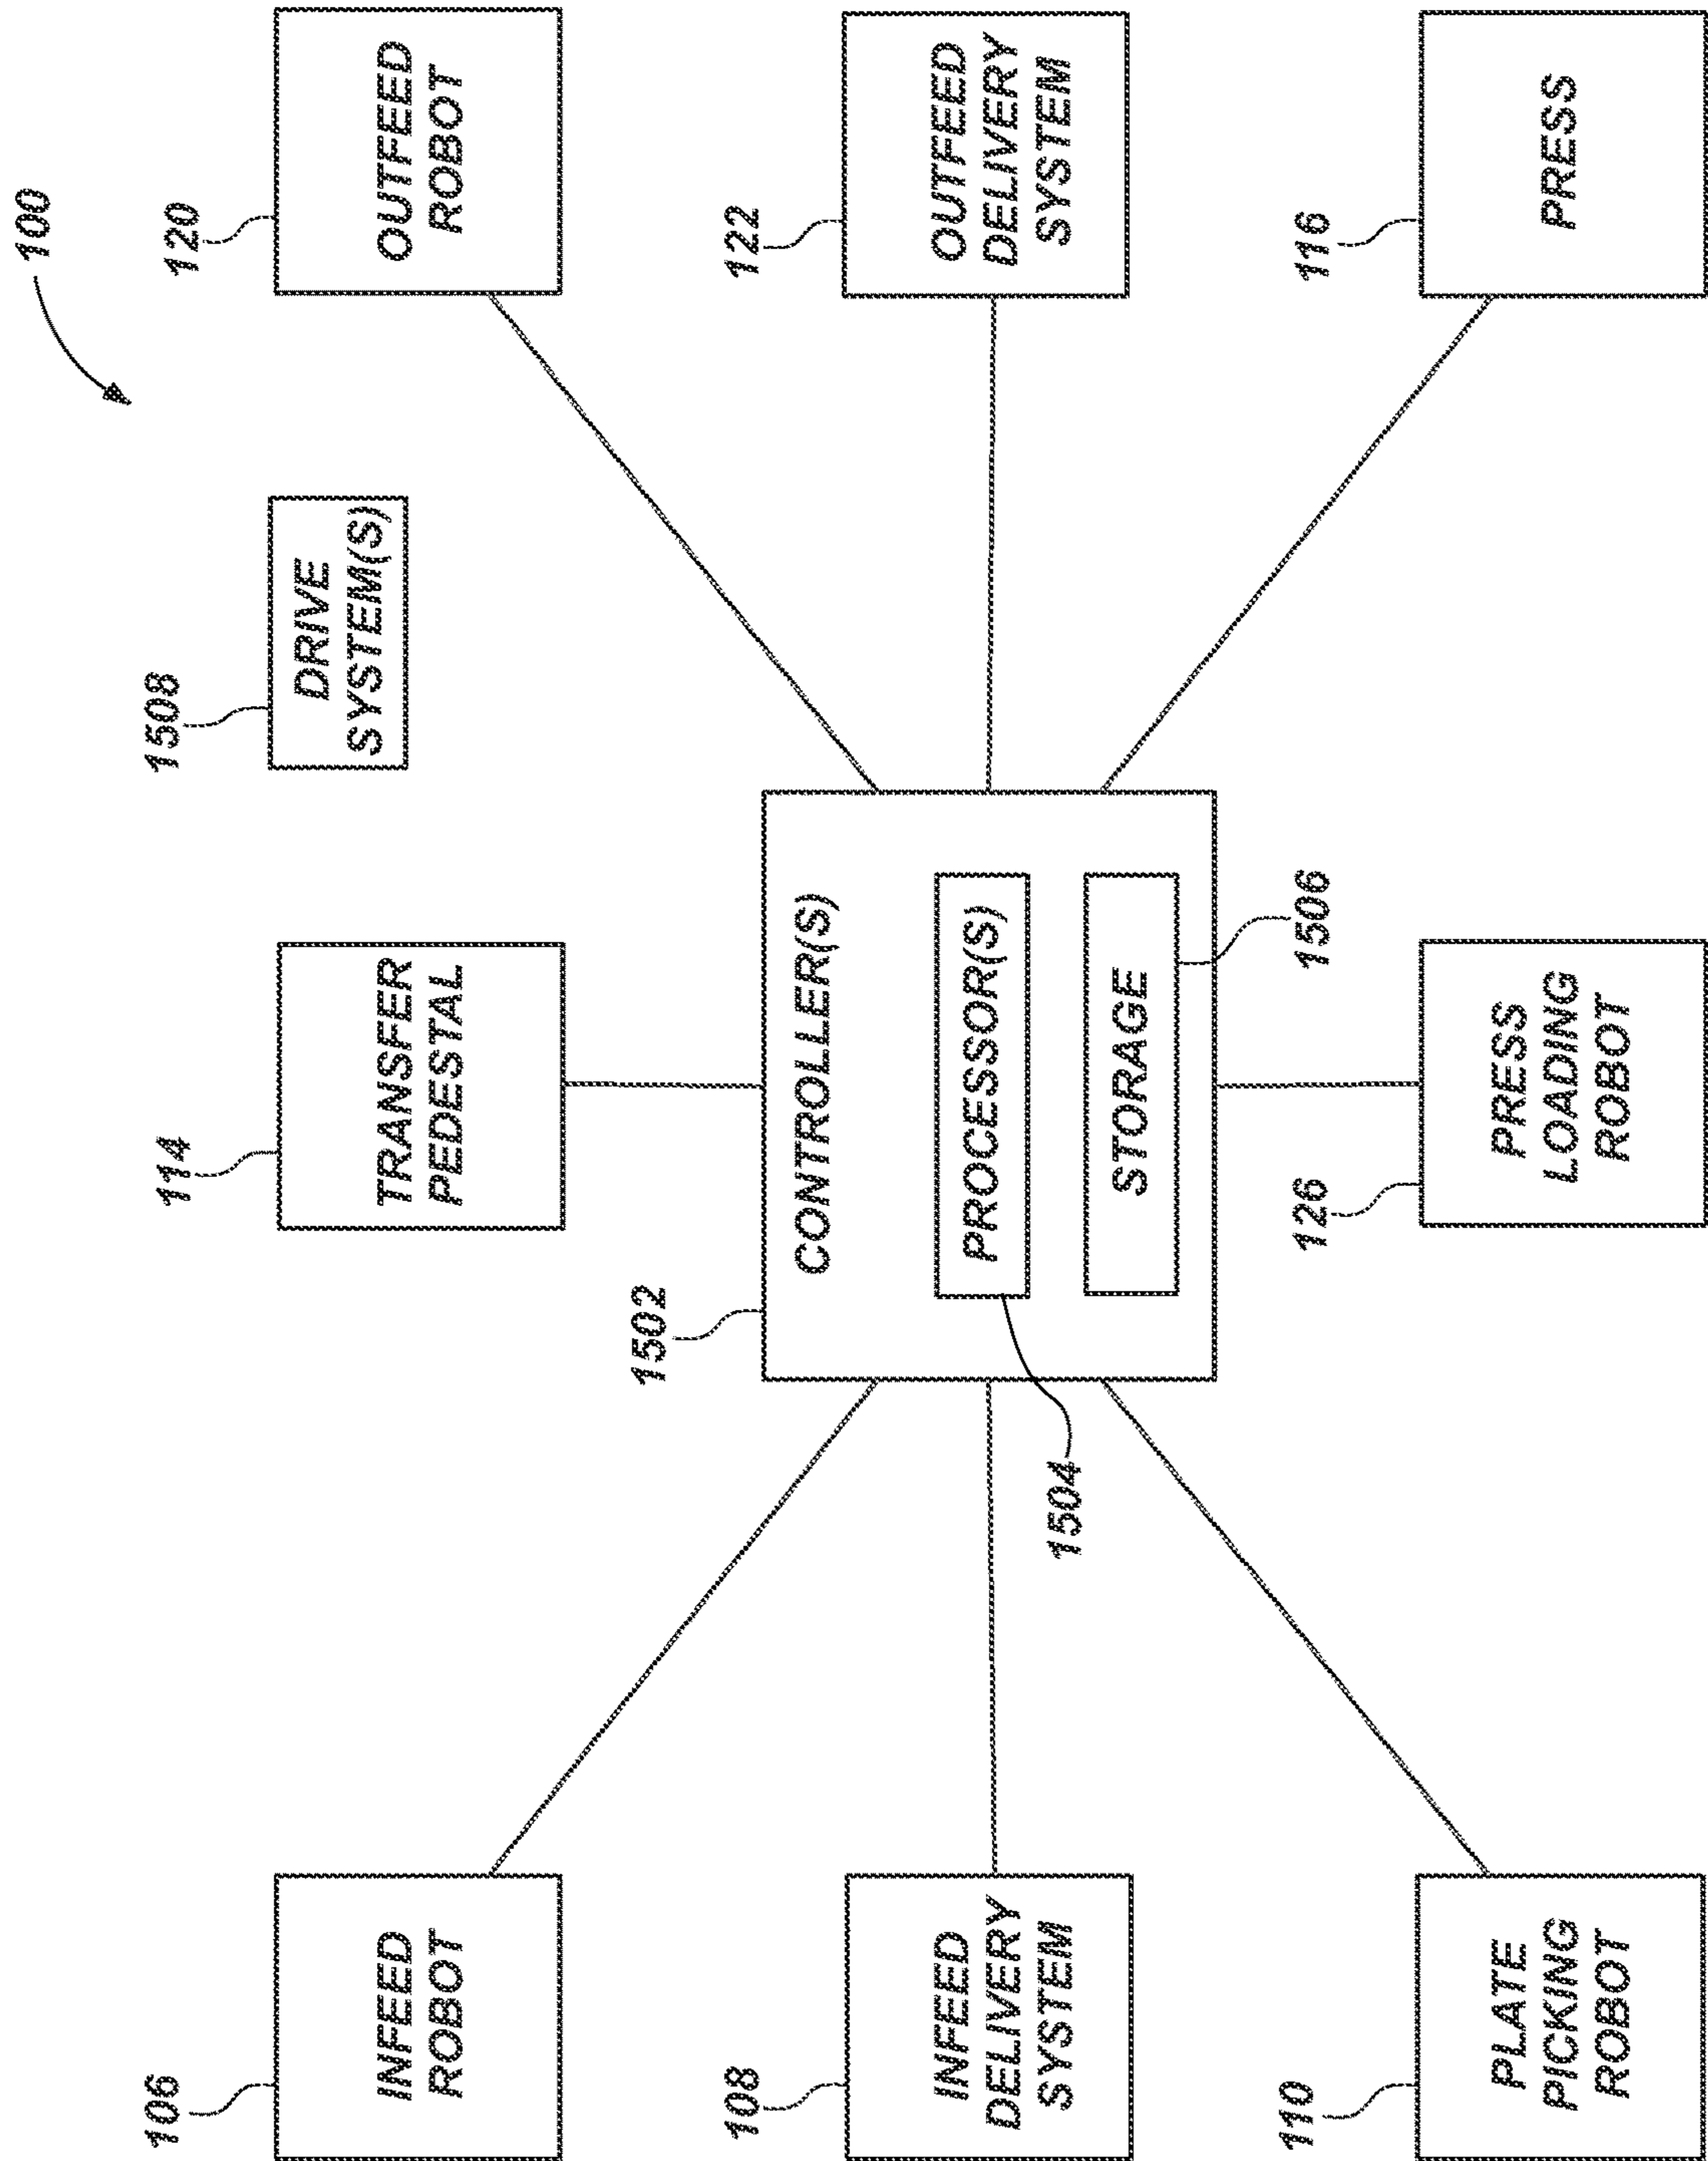 100
106
INFEED
ROBOT
114
TRANSFER
PEDESTAL
1508
DRIVE
SYSTEM(S)
120
OUTFEED
ROBOT
108
INFEED
DELIVERY
SYSTEM
1502
CONTROLLER(S)
PROCESSOR(S)
1504
STORAGE
1506
122
OUTFEED
DELIVERY
SYSTEM
110
PLATE
PICKING
ROBOT
126
PRESS
LOADING
ROBOT
116
PRESS